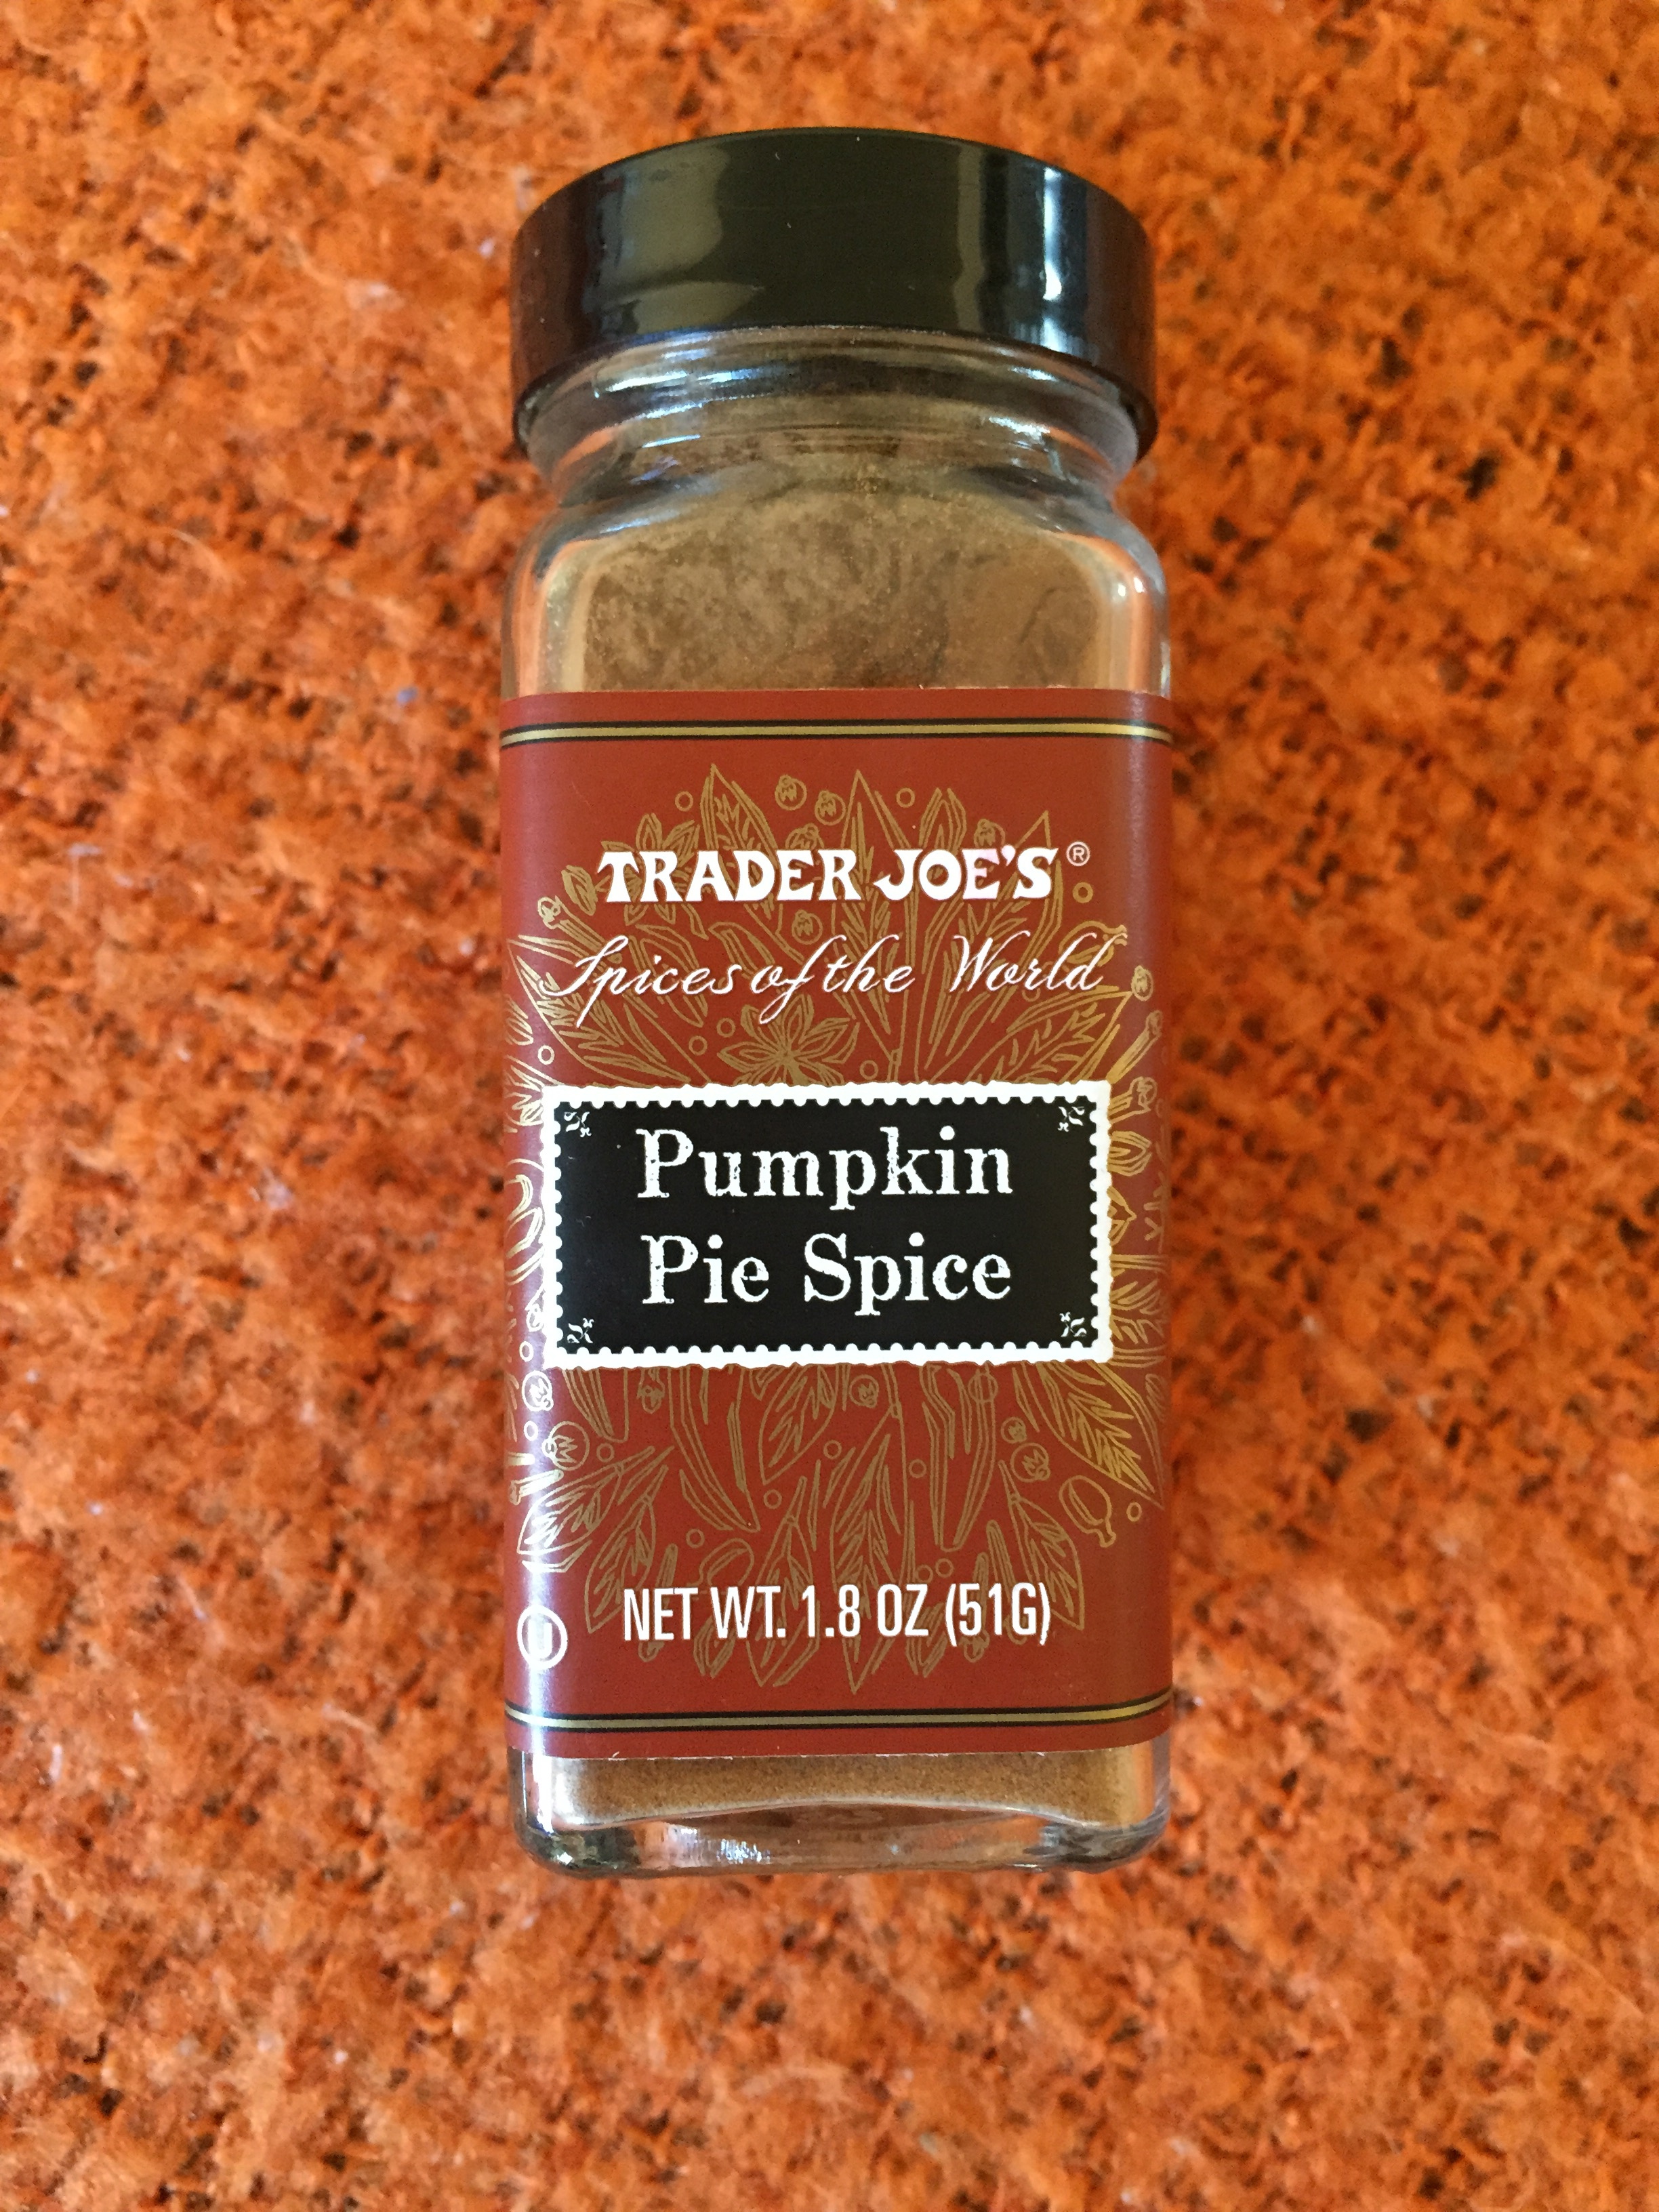 TRADER JOE'S®
Spices of the World
Pumpkin
Pie Spice
NET WT. 1.8 OZ (51G)